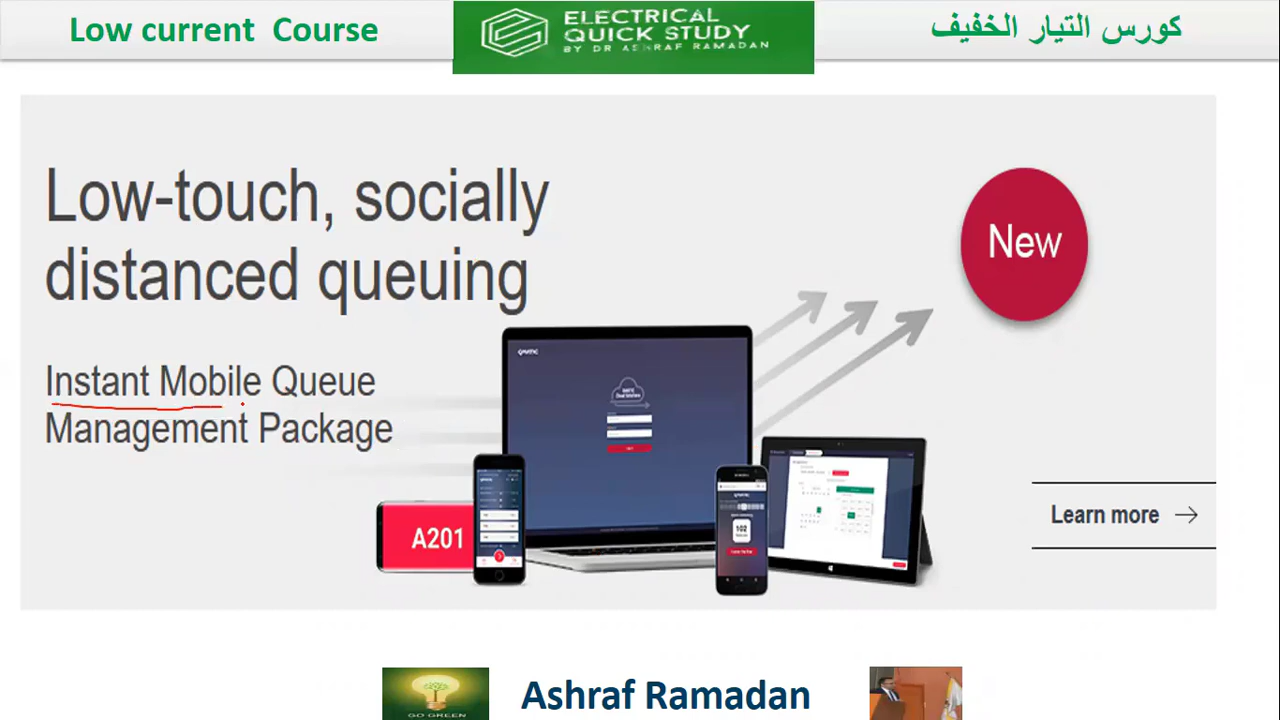 Low current Course
ELECTRICAL
QUICK STUDY
BY DR ASHRAF RAMADAN
كورس التيار الخفيف
Low-touch, socially
distanced queuing
New
Instant Mobile Queue
Management Package
QMATIC
A201
102
Learn more
GO GREEN
Ashraf Ramadan